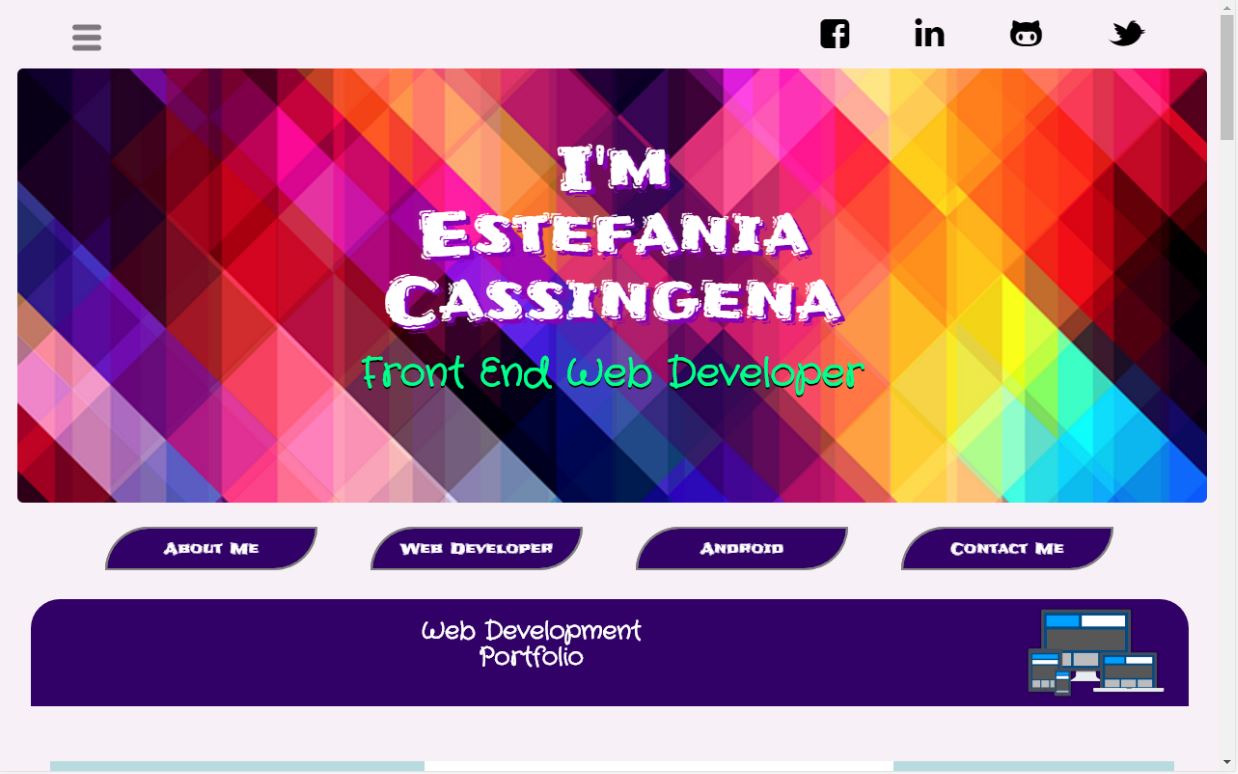 I'm
Estefania
Cassingena
Front End Web Developer
About Me
Web Developer
Android
Contact Me
Web Development
Portfolio